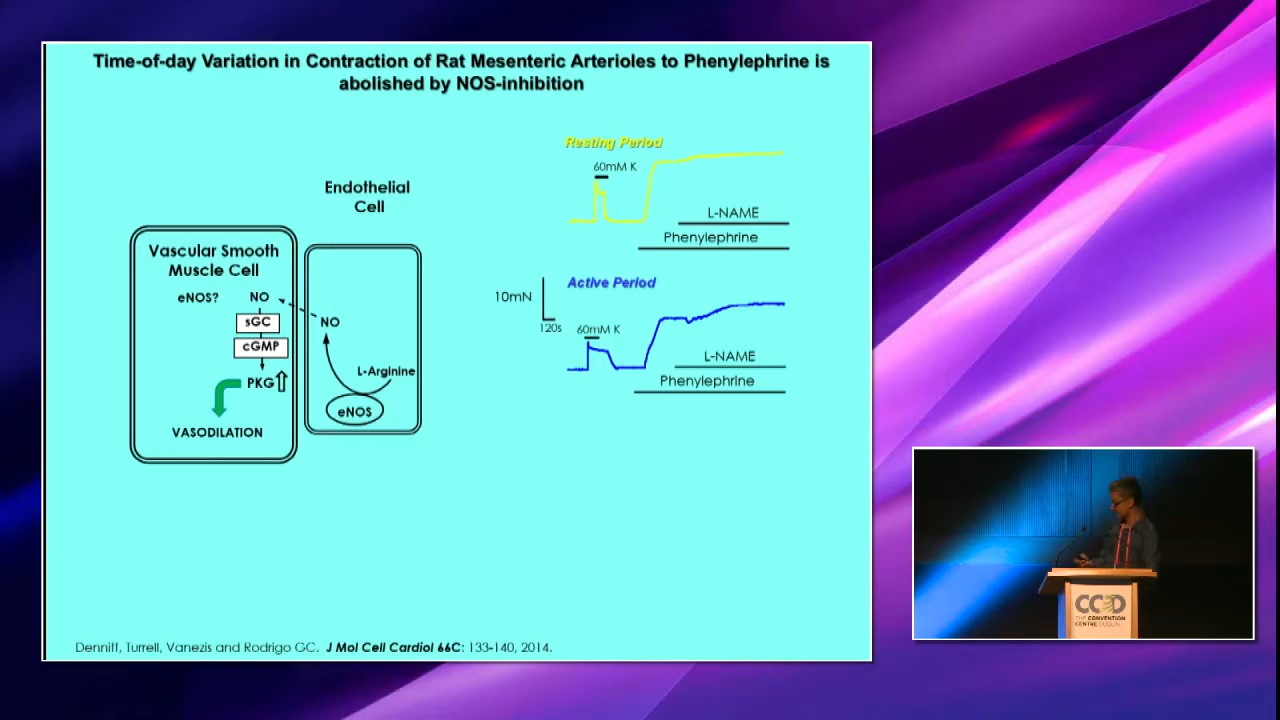 Time-of-day Variation in Contraction of Rat Mesenteric Arterioles to Phenylephrine is
abolished by NOS-inhibition
Endothelial
Cell
Vascular Smooth
Muscle Cell
eNOS? NO
sGC
cGMP
PKG
VASODILATION
NO
L-Arginine
eNOS
Resting Period
60mM K
L-NAME
Phenylephrine
Active Period
10mN
120s
60mM K
L-NAME
Phenylephrine
Denniff, Turrell, Vanezis and Rodrigo GC. J Mol Cell Cardiol 66C: 133-140, 2014.
CCD
THE CONVENTION
CENTRE DUBLIN